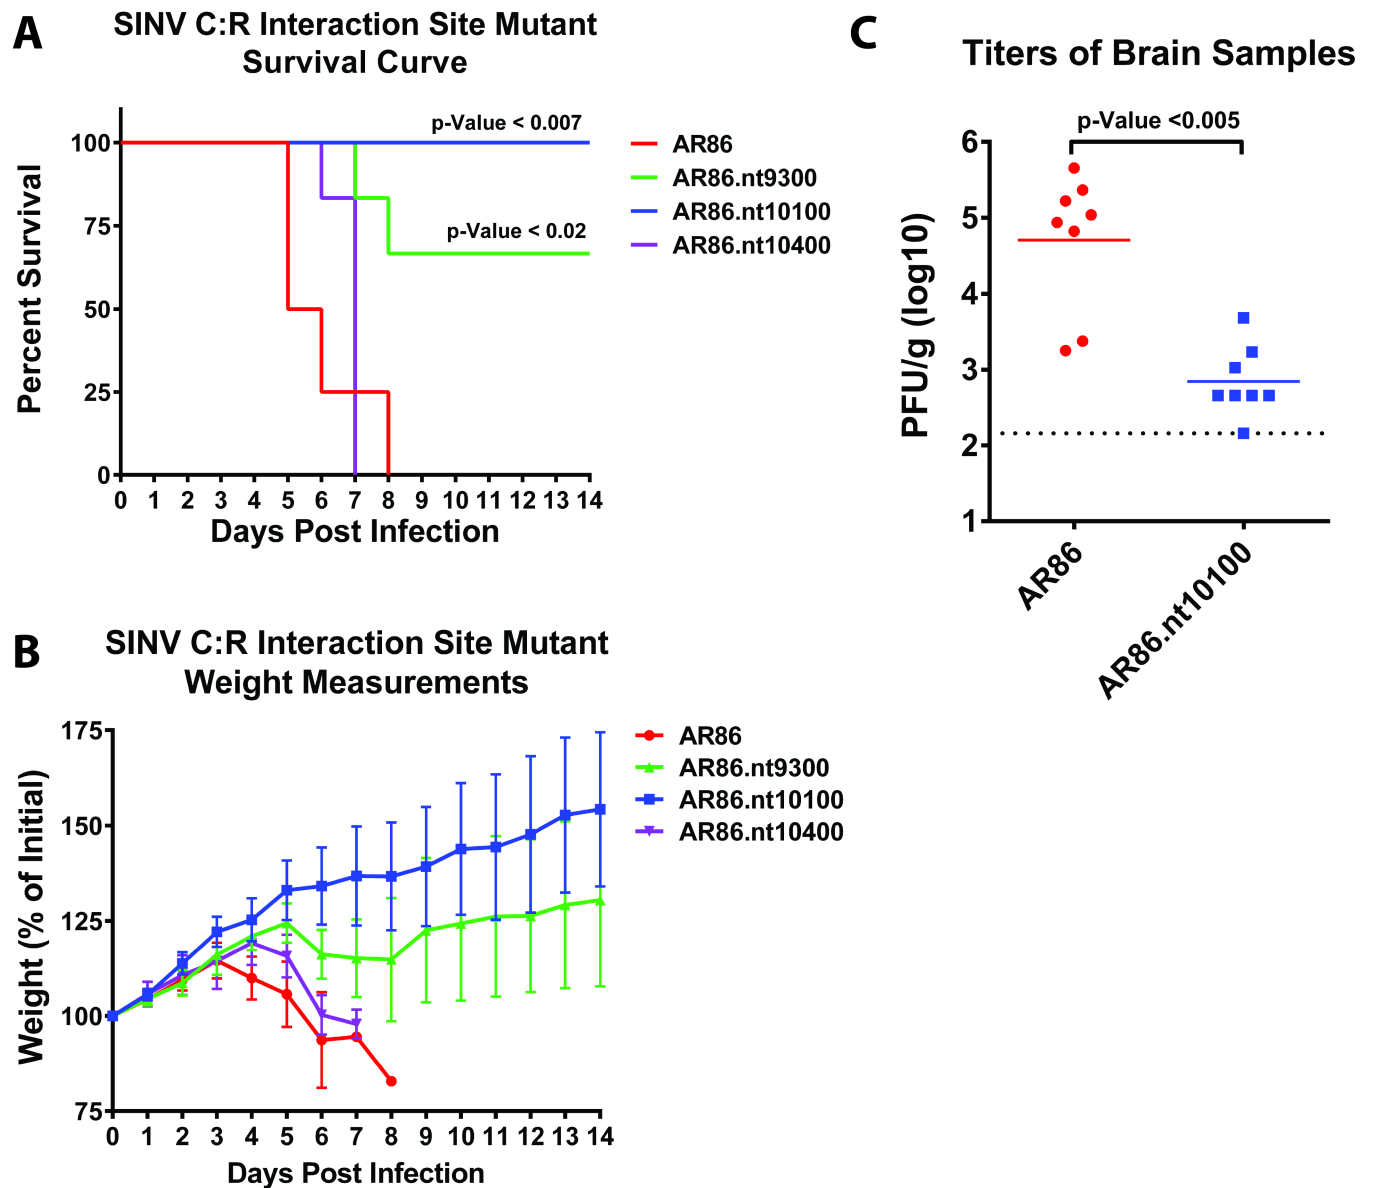 A
SINV C:R Interaction Site Mutant
Survival Curve
p-Value < 0.007
p-Value < 0.02
Percent Survival
100
75
50
25
0
0 1 2 3 4 5 6 7 8 9 10 11 12 13 14
Days Post Infection
AR86
AR86.nt9300
AR86.nt10100
AR86.nt10400
C
Titers of Brain Samples
p-Value <0.005
PFU/g (log10)
6
5
4
3
2
1
AR86
AR86.nt10100
B
SINV C:R Interaction Site Mutant
Weight Measurements
Weight (% of Initial)
175
150
125
100
75
0 1 2 3 4 5 6 7 8 9 10 11 12 13 14
Days Post Infection
AR86
AR86.nt9300
AR86.nt10100
AR86.nt10400